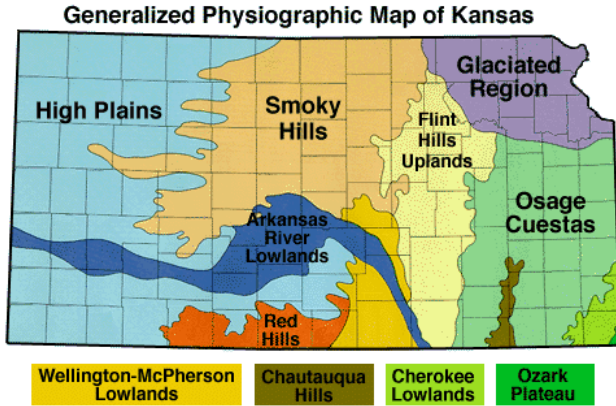 Generalized Physiographic Map of Kansas
High Plains
Smoky
Hills
Glaciated
Region
Flint
Hills
Uplands
Osage
Cuestas
Arkansas
River
Lowlands
Red
Hills
Wellington-McPherson
Lowlands
Chautauqua
Hills
Cherokee
Lowlands
Ozark
Plateau